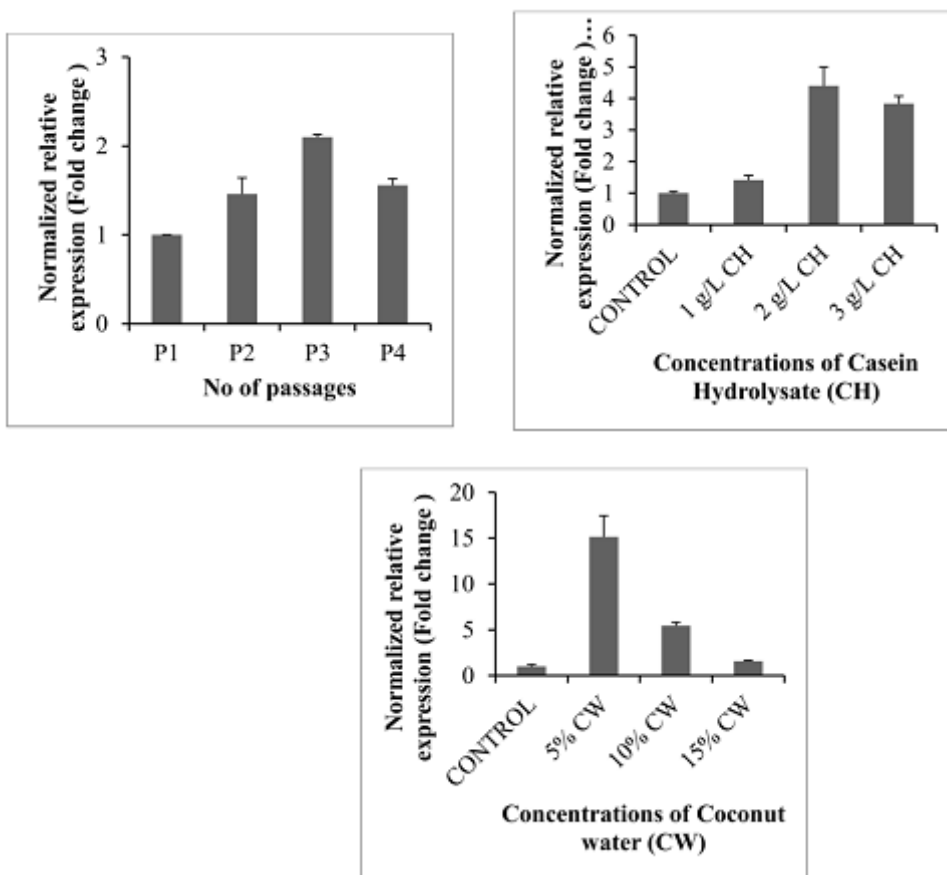 Normalized relative
expression (Fold change )
3
2
1
0
P1 P2 P3 P4
No of passages
Normalized relative
expression (Fold change )…
6
5
4
3
2
1
0
CONTROL
1 g/L CH
2 g/L CH
3 g/L CH
Concentrations of Casein
Hydrolysate (CH)
Normalized relative
expression (Fold change )
20
15
10
5
0
CONTROL
5% CW
10% CW
15% CW
Concentrations of Coconut
water (CW)